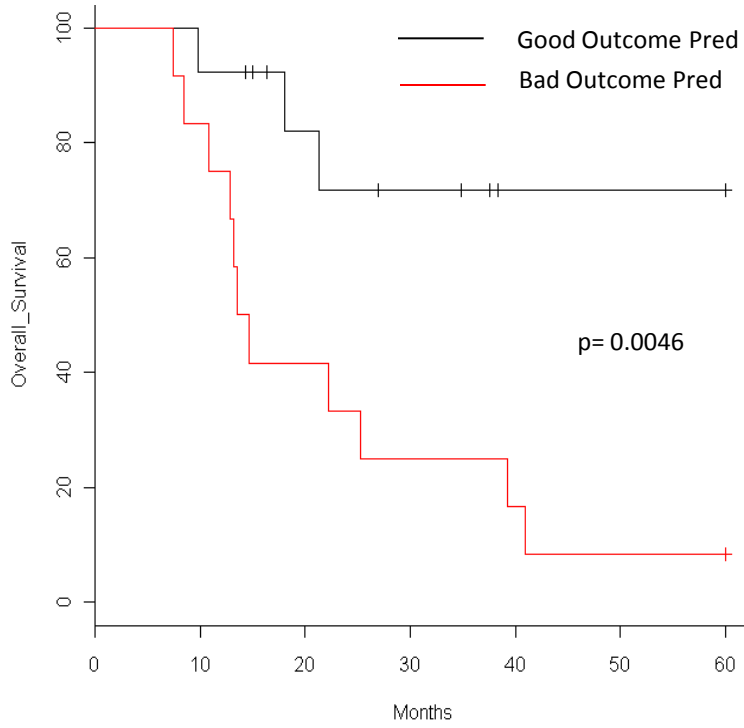 Good Outcome Pred
Bad Outcome Pred
p= 0.0046
Overall_Survival
100
80
60
40
20
0
0 10 20 30 40 50 60
Months